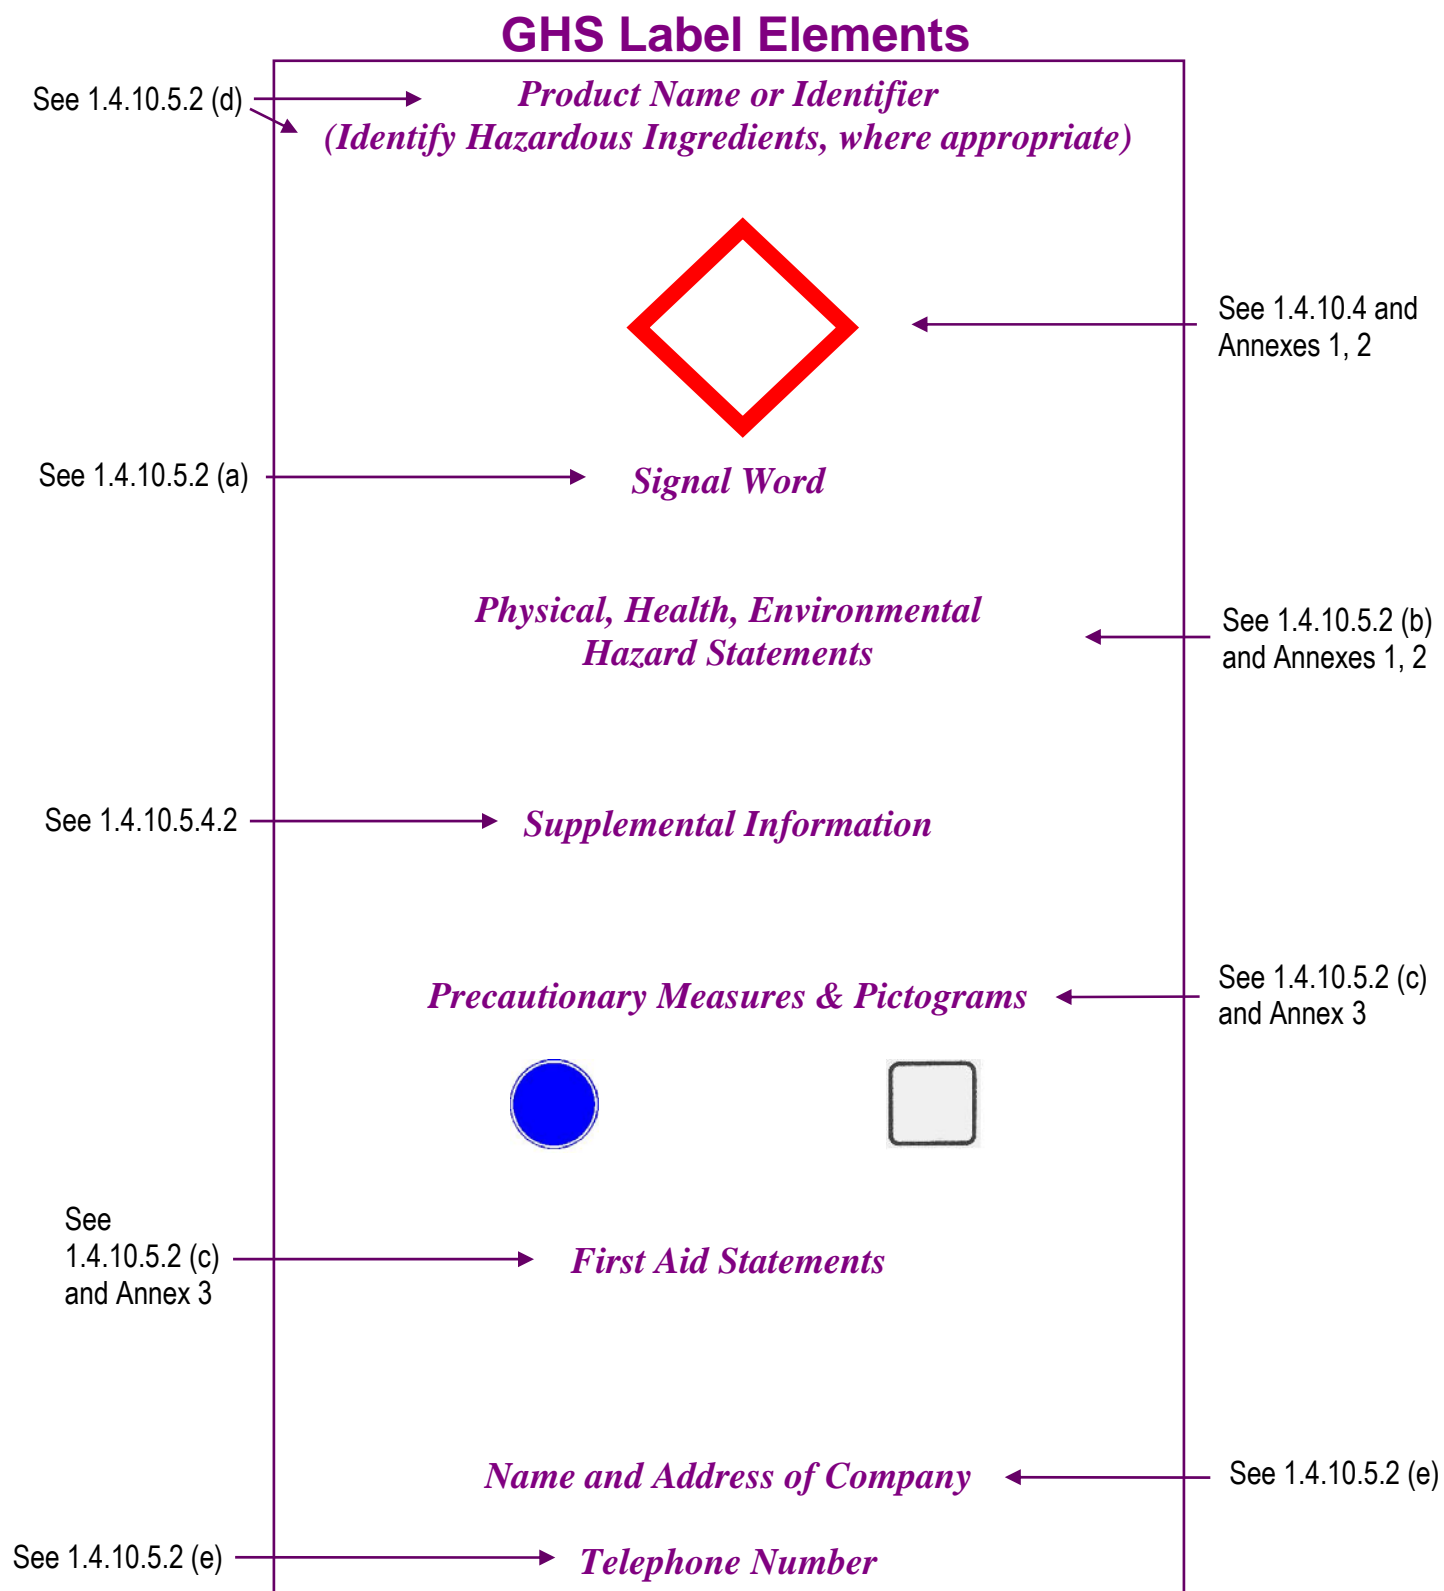 GHS Label Elements
See 1.4.10.5.2 (d)
Product Name or Identifier
(Identify Hazardous Ingredients, where appropriate)
See 1.4.10.4 and
Annexes 1, 2
See 1.4.10.5.2 (a)
Signal Word
Physical, Health, Environmental
Hazard Statements
See 1.4.10.5.2 (b)
and Annexes 1, 2
See 1.4.10.5.4.2
Supplemental Information
Precautionary Measures & Pictograms
See 1.4.10.5.2 (c)
and Annex 3
See
1.4.10.5.2 (c)
and Annex 3
First Aid Statements
Name and Address of Company
See 1.4.10.5.2 (e)
See 1.4.10.5.2 (e)
Telephone Number